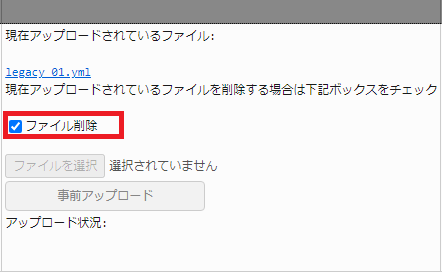 現在アップロードされているファイル:
legacy_01.yml
現在アップロードされているファイルを削除する場合は下記ボックスをチェック
ファイル削除
ファイルを選択 選択されていません
事前アップロード
アップロード状況: